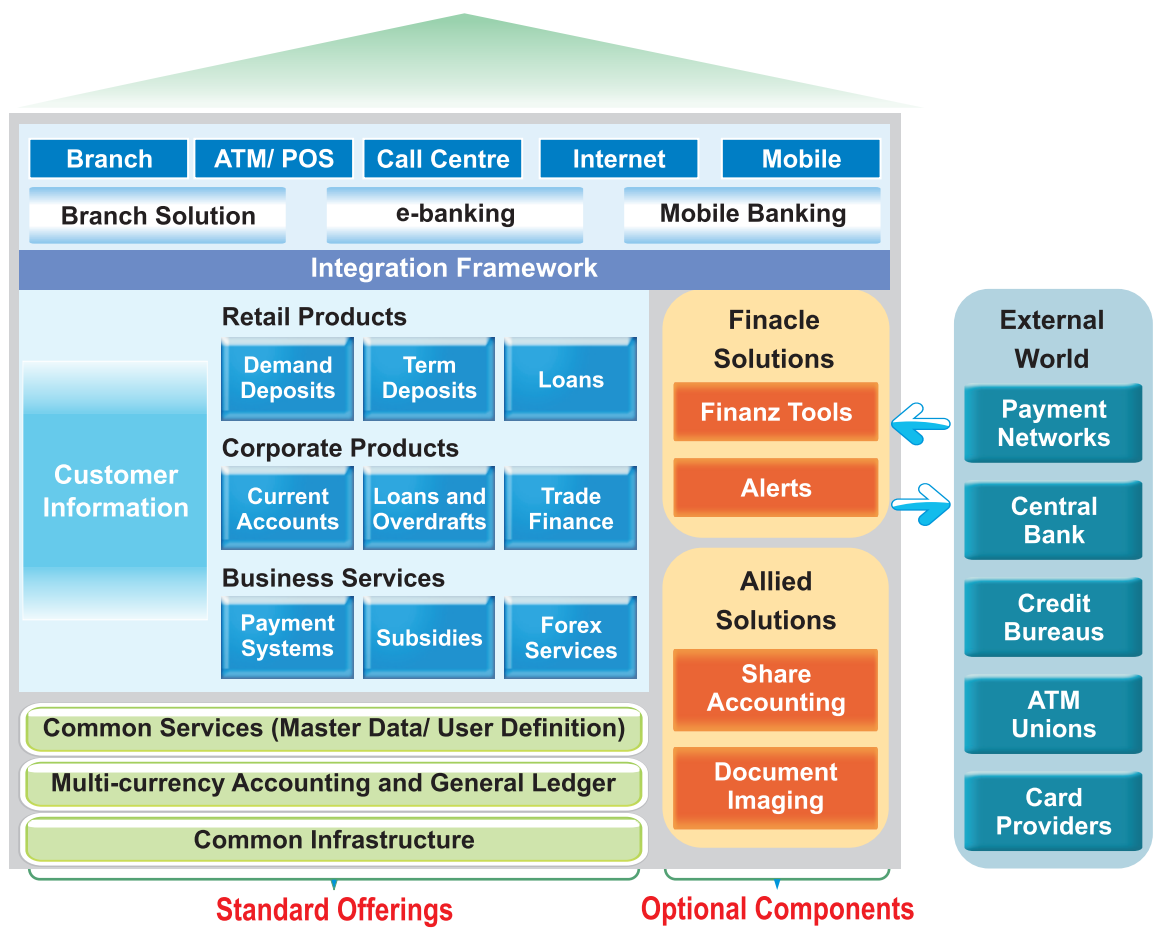 Branch
ATM/ POS
Call Centre
Internet
Mobile
Branch Solution
e-banking
Mobile Banking
Integration Framework
Retail Products
Demand
Deposits
Term
Deposits
Loans
Customer
Information
Corporate Products
Current
Accounts
Loans and
Overdrafts
Trade
Finance
Business Services
Payment
Systems
Subsidies
Forex
Services
Common Services (Master Data/ User Definition)
Multi-currency Accounting and General Ledger
Common Infrastructure
Finacle
Solutions
Finanz Tools
Alerts
Allied
Solutions
Share
Accounting
Document
Imaging
External
World
Payment
Networks
Central
Bank
Credit
Bureaus
ATM
Unions
Card
Providers
Standard Offerings
Optional Components